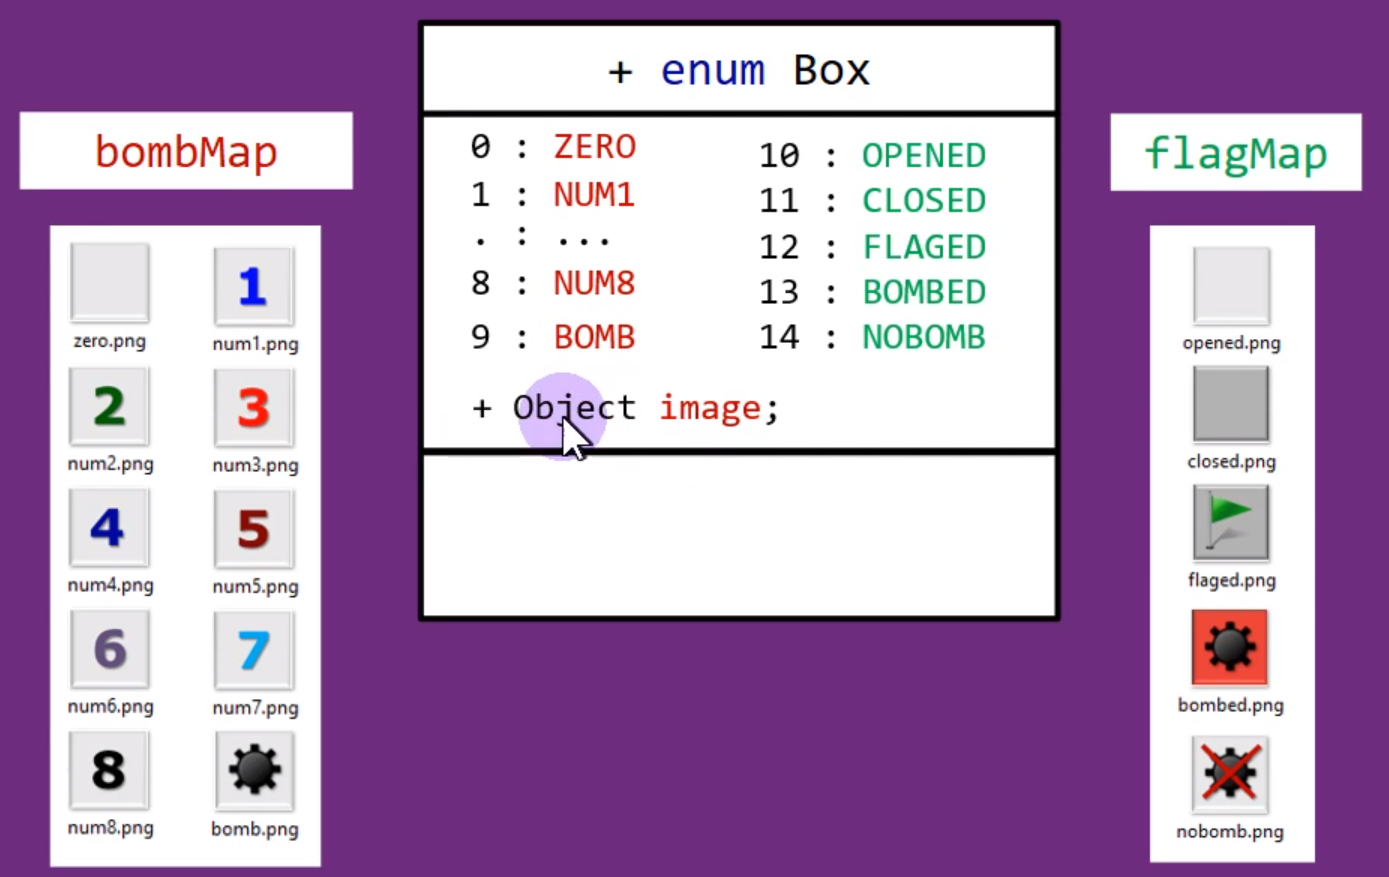 + enum Box
bombMap
flagMap
0 : ZERO
1 : NUM1
. : ...
8 : NUM8
9 : BOMB
10 : OPENED
11 : CLOSED
12 : FLAGED
13 : BOMBED
14 : NOBOMB
+ Object image;
zero.png
1
num1.png
2
num2.png
3
num3.png
4
num4.png
5
num5.png
6
num6.png
7
num7.png
8
num8.png
bomb.png
opened.png
closed.png
flaged.png
bombed.png
nobomb.png